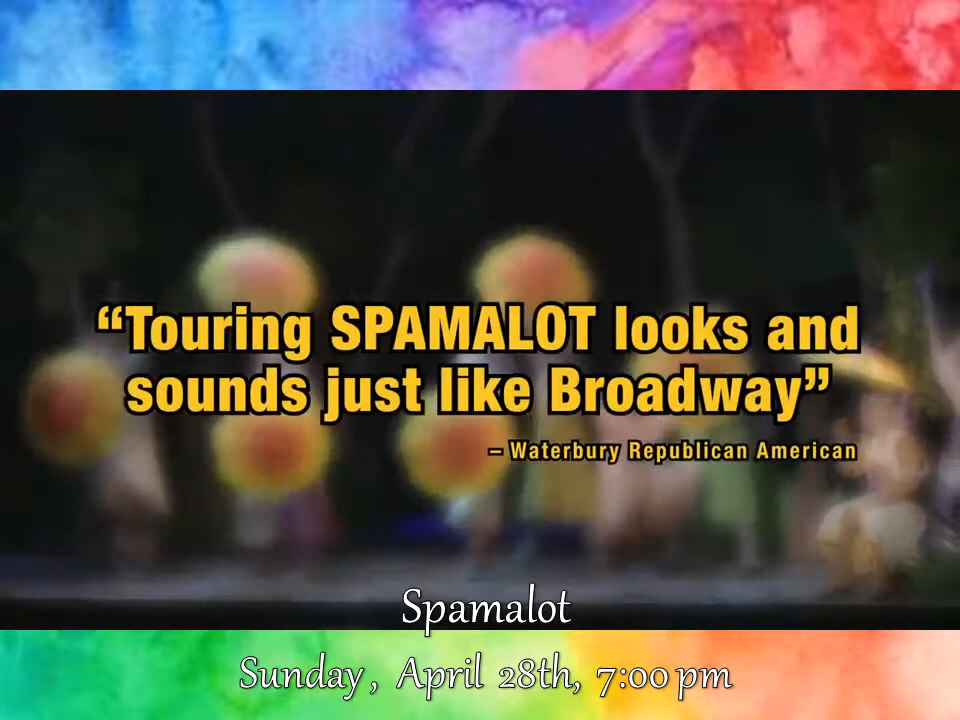 “Touring SPAMALOT looks and
sounds just like Broadway”
– Waterbury Republican American
Spamalot
Sunday , April 28th, 7:00 pm